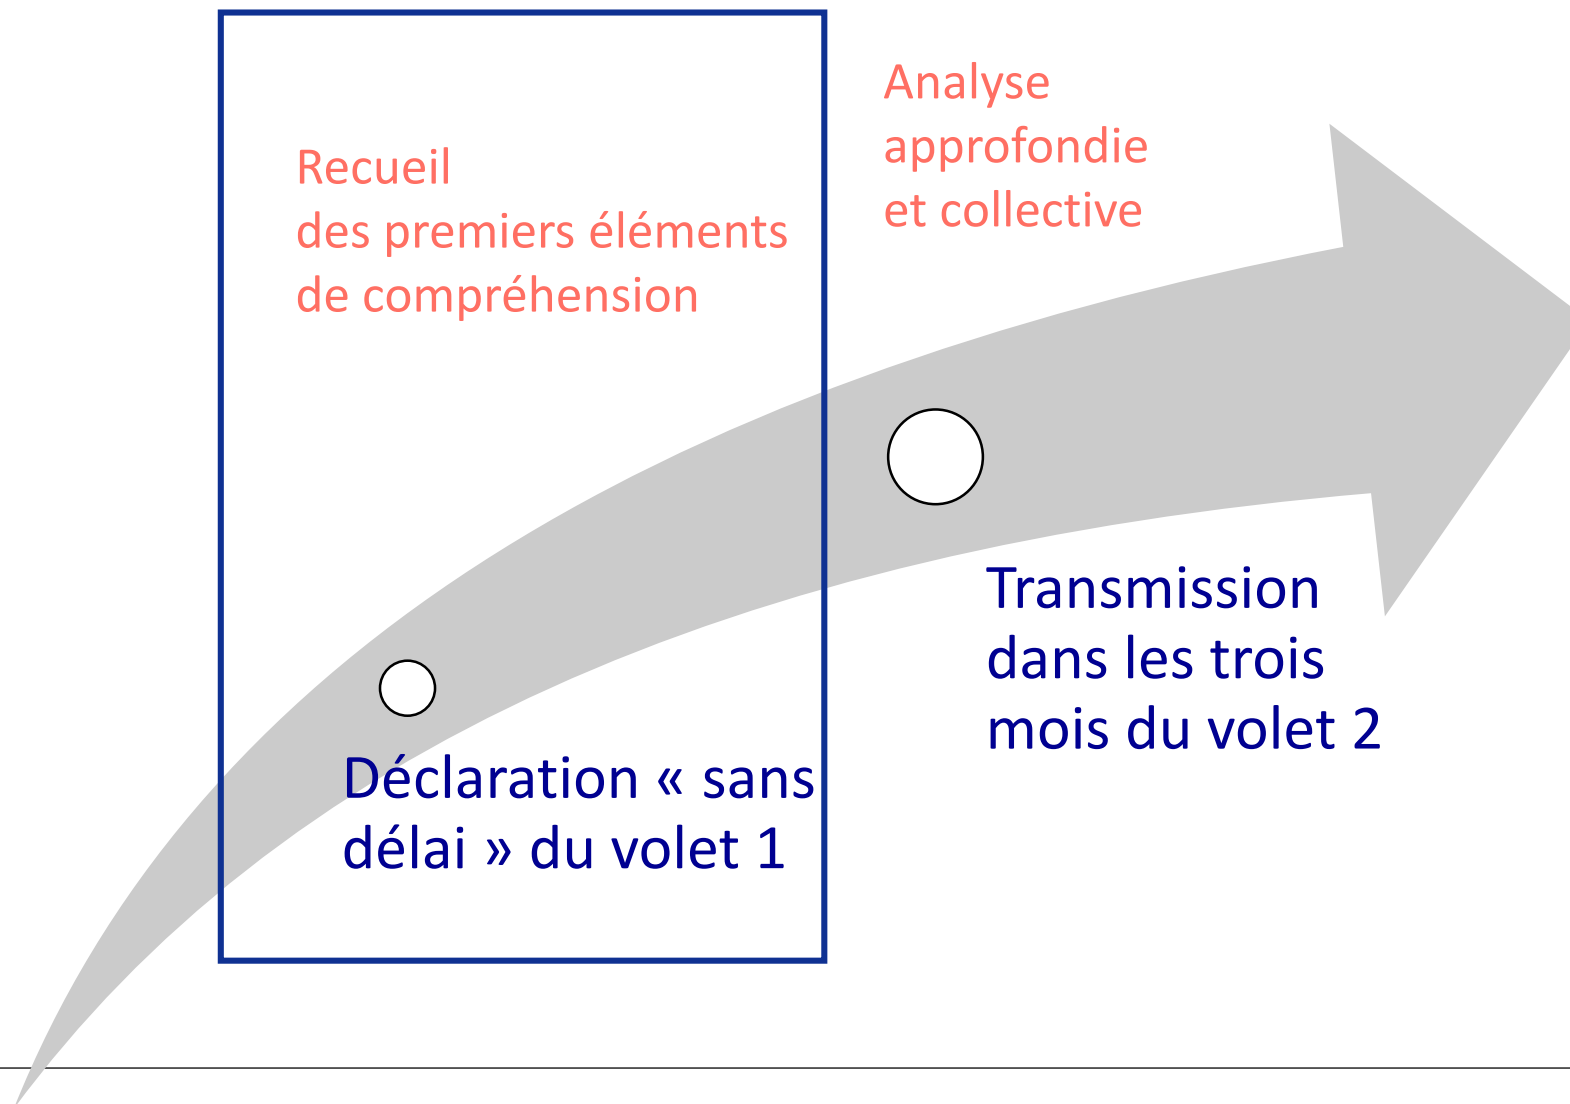 Recueil
des premiers éléments
de compréhension
Déclaration « sans
délai » du volet 1
Analyse
approfondie
et collective
Transmission
dans les trois
mois du volet 2